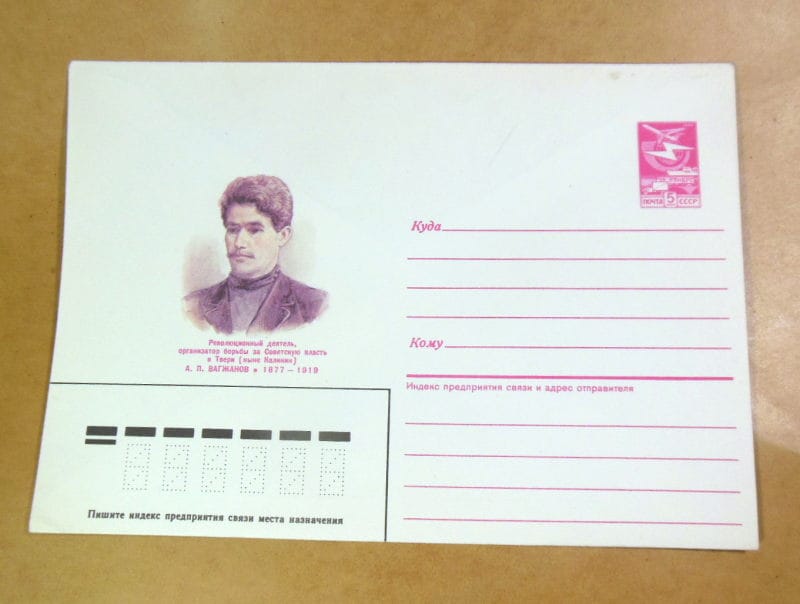 ПОЧТА 5 СССР
Куда
Революционный деятель,
организатор борьбы за Советскую власть
в Твери (ныне Калинин)
А. П. ВАГЖАНОВ • 1877 – 1919
Кому
Индекс предприятия связи и адрес отправителя
Пишите индекс предприятия связи места назначения